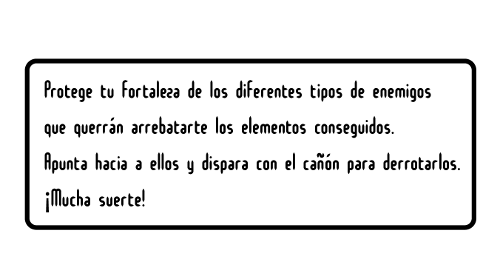 Protege tu fortaleza de los diferentes tipos de enemigos
que querrán arrebatarte los elementos conseguidos.
Apunta hacia a ellos y dispara con el cañón para derrotarlos.
¡Mucha suerte!